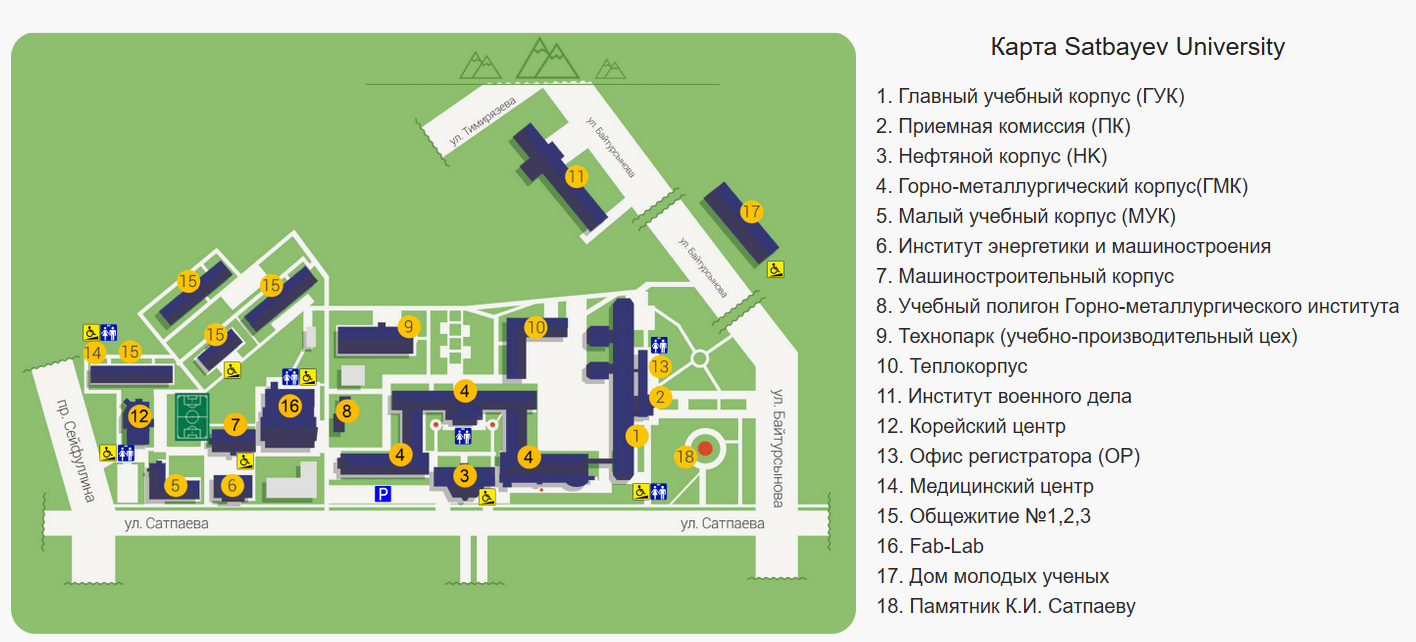 Карта Satbayev University
1. Главный учебный корпус (ГУК)
2. Приемная комиссия (ПК)
3. Нефтяной корпус (НК)
4. Горно-металлургический корпус(ГМК)
5. Малый учебный корпус (МУК)
6. Институт энергетики и машиностроения
7. Машиностроительный корпус
8. Учебный полигон Горно-металлургического института
9. Технопарк (учебно-производительный цех)
10. Теплокорпус
11. Институт военного дела
12. Корейский центр
13. Офис регистратора (ОР)
14. Медицинский центр
15. Общежитие №1,2,3
16. Fab-Lab
17. Дом молодых ученых
18. Памятник К.И. Сатпаеву
ул. Тимирязева
ул. Байтурсынова
11
17
ул. Байтурсынова
15
15
15
9
10
14
15
13
4
2
16
12
8
7
1
4
4
18
3
5
6
P
пр. Сейфуллина
ул. Байтурсынова
ул. Сатпаева
ул. Сатпаева